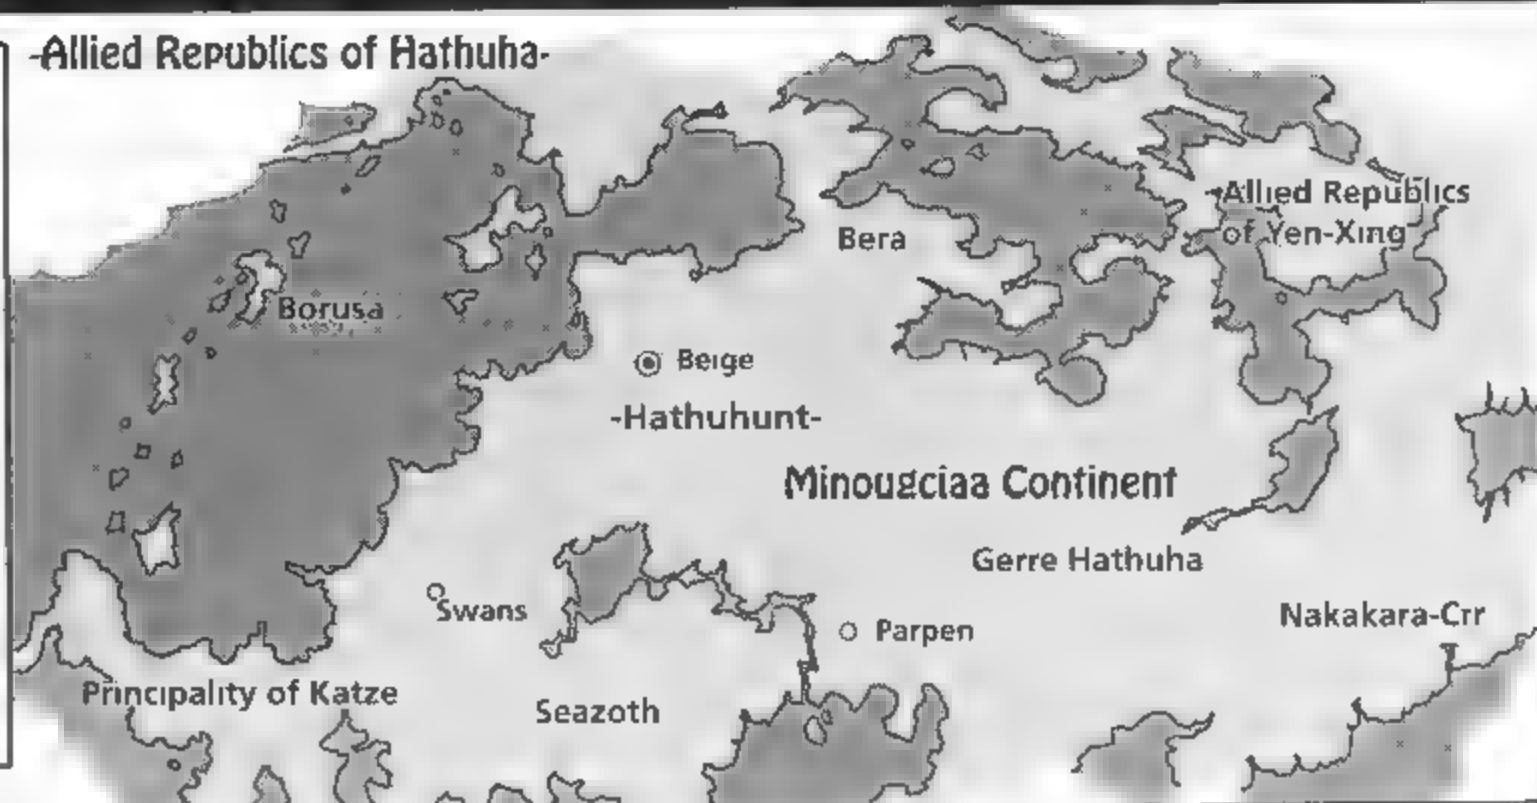 -Allied Republics of Hathuha-
Allied Republics
of Yen-Xing
Bera
Borusa
Beige
-Hathuhunt-
Minougciaa Continent
Gerre Hathuha
Swans
Parpen
Nakakara-Crr
Principality of Katze
Seazoth